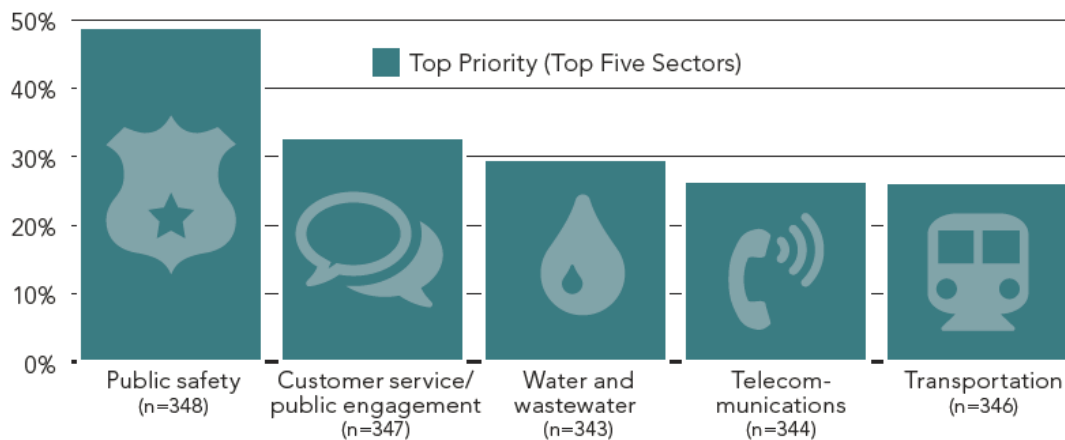 50%
Top Priority (Top Five Sectors)
40%
30%
20%
10%
0%
Public safety
(n=348)
Customer service/
public engagement
(n=347)
Water and
wastewater
(n=343)
Telecom-
munications
(n=344)
Transportation
(n=346)